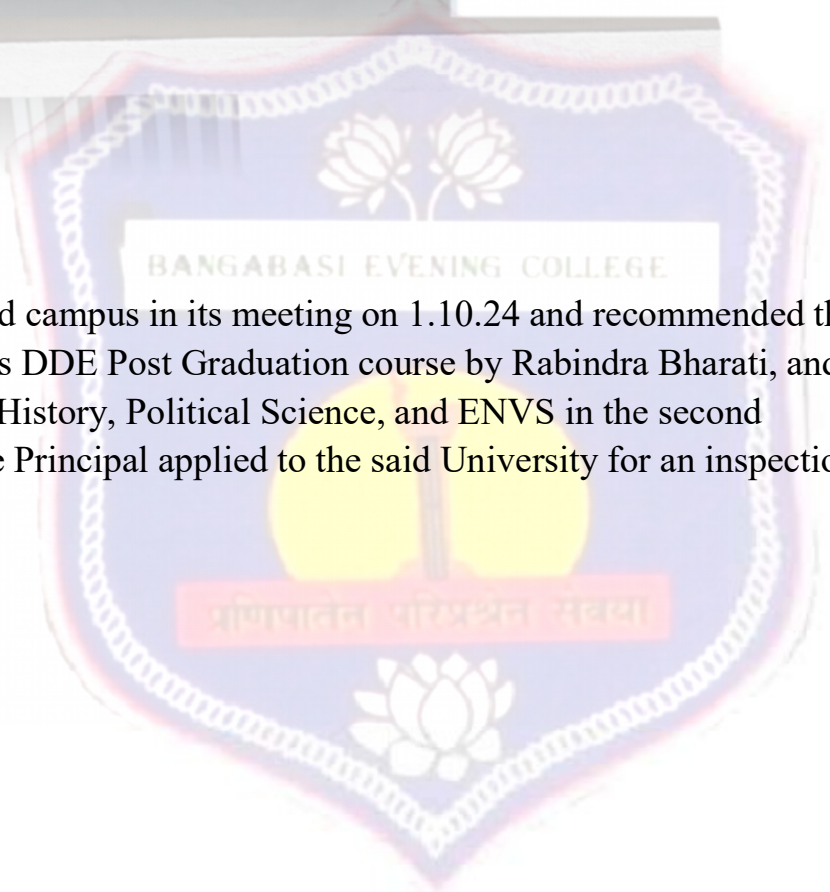 BANGABASI EVENING COLLEGE
d campus in its meeting on 1.10.24 and recommended th
s DDE Post Graduation course by Rabindra Bharati, and
History, Political Science, and ENVS in the second
e Principal applied to the said University for an inspectio
प्रणिपातेन परिप्रश्नेन सेवया